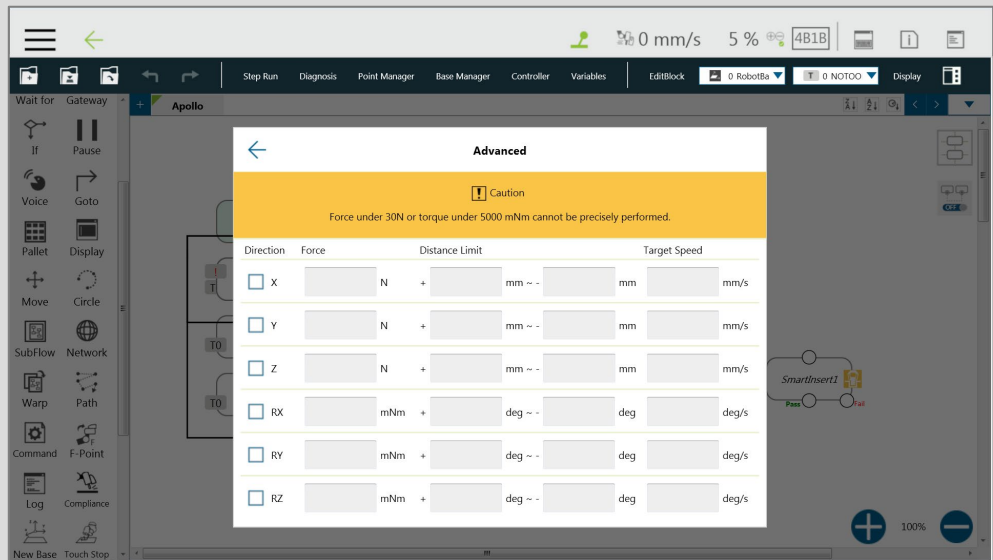 0 mm/s 5 % 4B1B
Step Run Diagnosis Point Manager Base Manager Controller Variables EditBlock 0 RobotBa T 0 NOTOO Display
Wait for Gateway + Apollo
If Pause
Voice Goto
Pallet Display
Move Circle
SubFlow Network
Warp Path
Command F-Point
Log Compliance
New Base Touch Stop
Advanced
Caution
Force under 30N or torque under 5000 mNm cannot be precisely performed.
Direction Force Distance Limit Target Speed
X N + mm ~ - mm mm/s
Y N + mm ~ - mm mm/s
Z N + mm ~ - mm mm/s
RX mNm + deg ~ - deg deg/s
RY mNm + deg ~ - deg deg/s
RZ mNm + deg ~ - deg deg/s
T
T0
T0
OFF
SmartInsert1
Pass Fail
100%